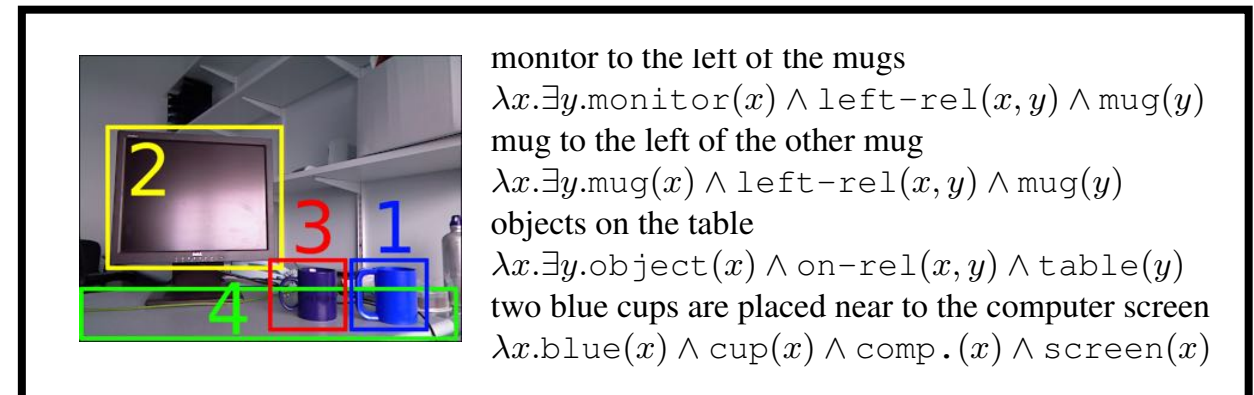 monitor to the left of the mugs
λx.∃y.monitor(x) ∧ left-rel(x, y) ∧ mug(y)
mug to the left of the other mug
λx.∃y.mug(x) ∧ left-rel(x, y) ∧ mug(y)
objects on the table
λx.∃y.object(x) ∧ on-rel(x, y) ∧ table(y)
two blue cups are placed near to the computer screen
λx.blue(x) ∧ cup(x) ∧ comp.(x) ∧ screen(x)
2
3 1
4